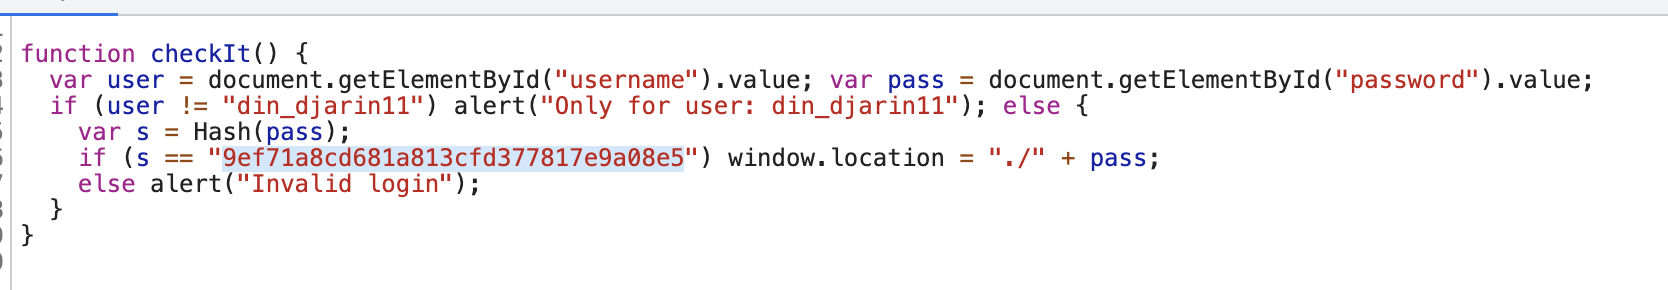 function checkIt() {
var user = document.getElementById("username").value; var pass = document.getElementById("password").value;
if (user != "din_djarin11") alert("Only for user: din_djarin11"); else {
var s = Hash(pass);
if (s == "9ef71a8cd681a813cfd377817e9a08e5") window.location = "./" + pass;
else alert("Invalid login");
}
}